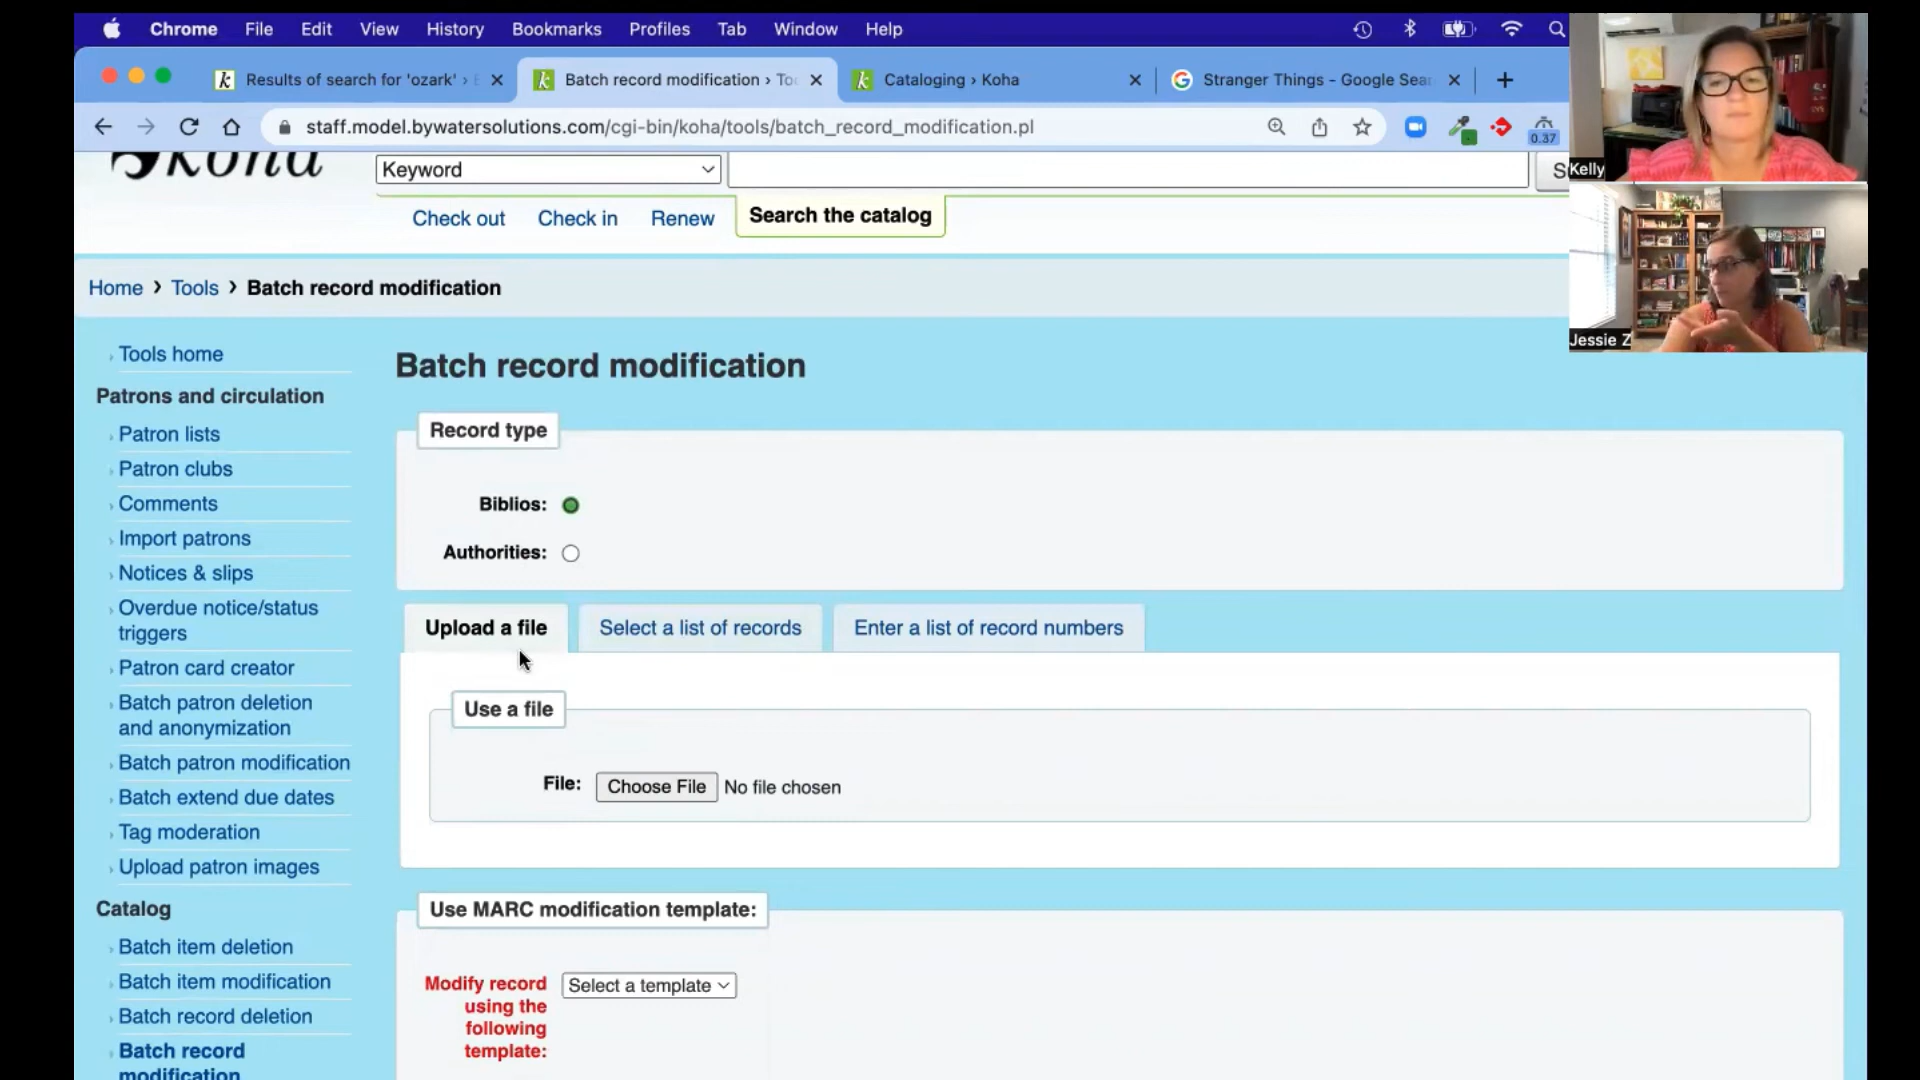 Chrome File Edit View History Bookmarks Profiles Tab Window Help
Results of search for 'ozark' ›
Batch record modification › Too
Cataloging › Koha
Stranger Things - Google Sear
staff.model.bywatersolutions.com/cgi-bin/koha/tools/batch_record_modification.pl
0.37
koha
Keyword
S
Kelly
Check out Check in Renew Search the catalog
Home › Tools › Batch record modification
Jessie Z
Tools home
Patrons and circulation
Patron lists
Patron clubs
Comments
Import patrons
Notices & slips
Overdue notice/status
triggers
Patron card creator
Batch patron deletion
and anonymization
Batch patron modification
Batch extend due dates
Tag moderation
Upload patron images
Catalog
Batch item deletion
Batch item modification
Batch record deletion
Batch record
modification
Batch record modification
Record type
Biblios:
Authorities:
Upload a file Select a list of records Enter a list of record numbers
Use a file
File: Choose File No file chosen
Use MARC modification template:
Modify record Select a template
using the
following
template: